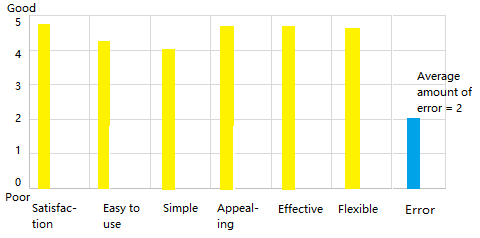 Good
5
4
3
2
1
0
Poor
Average
amount of
error = 2
Satisfac-
tion
Easy to
use
Simple
Appeal-
ing
Effective
Flexible
Error